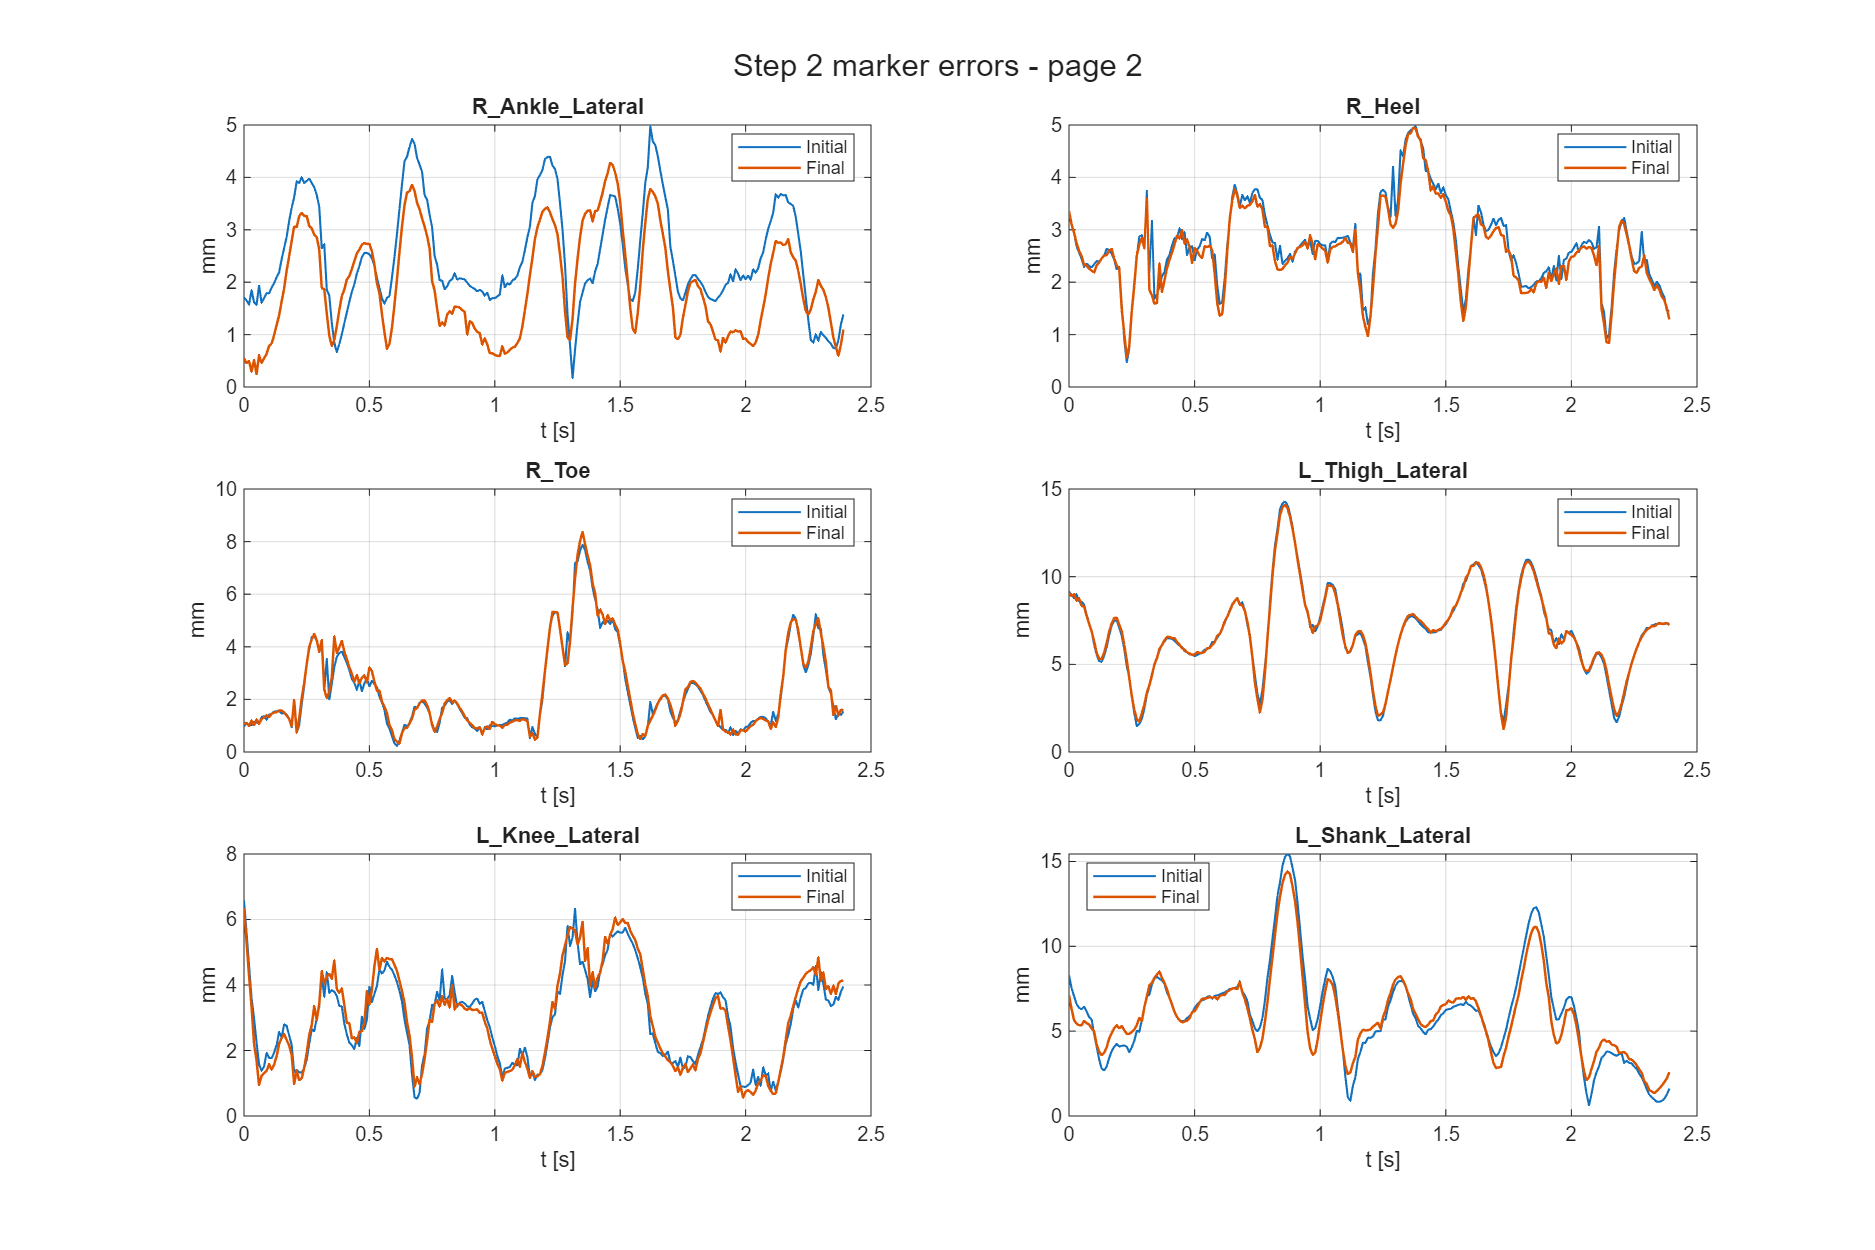 Step 2 marker errors - page 2
R_Ankle_Lateral
5
4
3
2
1
0
mm
0 0.5 1 1.5 2 2.5
t [s]
Initial
Final
R_Heel
5
4
3
2
1
0
mm
0 0.5 1 1.5 2 2.5
t [s]
Initial
Final
R_Toe
10
8
6
4
2
0
mm
0 0.5 1 1.5 2 2.5
t [s]
Initial
Final
L_Thigh_Lateral
15
10
5
0
mm
0 0.5 1 1.5 2 2.5
t [s]
Initial
Final
L_Knee_Lateral
8
6
4
2
0
mm
0 0.5 1 1.5 2 2.5
t [s]
Initial
Final
L_Shank_Lateral
15
10
5
0
mm
0 0.5 1 1.5 2 2.5
t [s]
Initial
Final